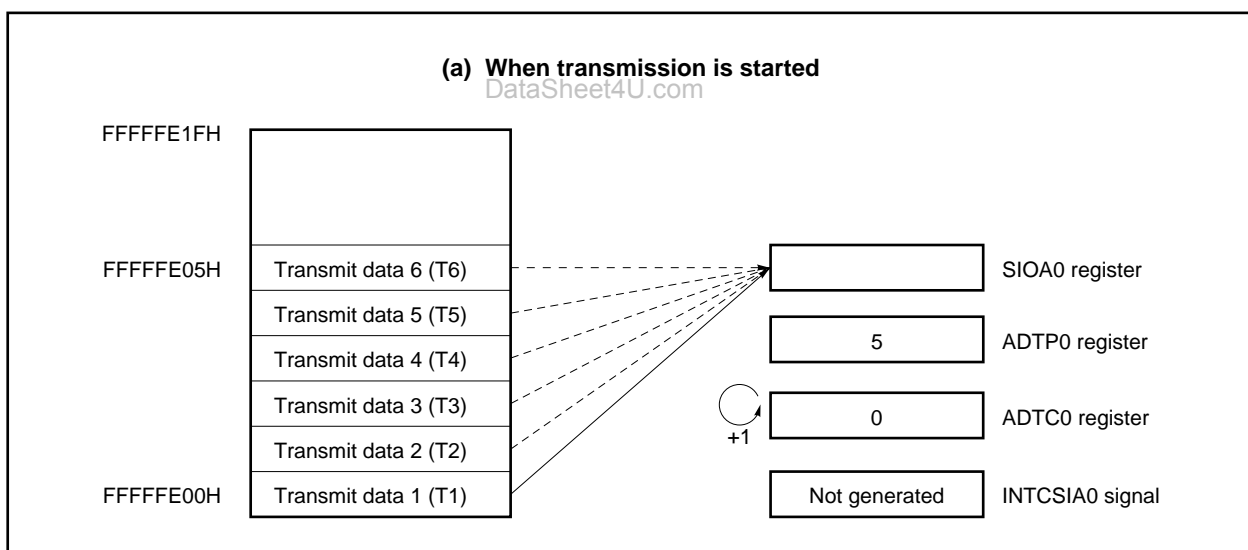 (a) When transmission is started
DataSheet4U.com
FFFFFE1FH
FFFFFE05H
Transmit data 6 (T6)
SIOA0 register
Transmit data 5 (T5)
5
ADTP0 register
Transmit data 4 (T4)
Transmit data 3 (T3)
0
ADTC0 register
+1
Transmit data 2 (T2)
FFFFFE00H
Transmit data 1 (T1)
Not generated
INTCSIA0 signal